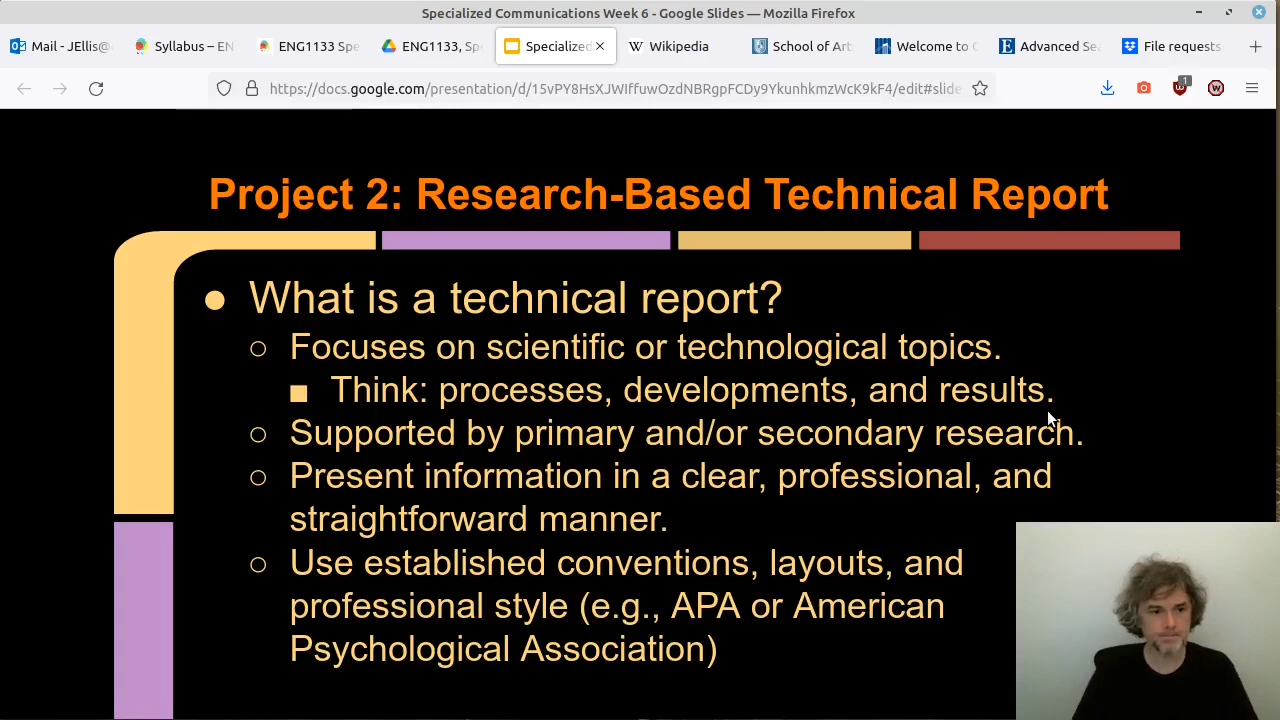 Specialized Communications Week 6 - Google Slides — Mozilla Firefox
Mail - JEllis@
Syllabus – EN
ENG1133 Spe
ENG1133, Sp
Specialized
Wikipedia
School of Art
Welcome to
Advanced Sea
File requests
https://docs.google.com/presentation/d/15vPY8HsXJWIffuwOzdNBRgpFCDy9YkunhkmzWcK9kF4/edit#slide
1
Project 2: Research-Based Technical Report
● What is a technical report?
○ Focuses on scientific or technological topics.
■ Think: processes, developments, and results.
○ Supported by primary and/or secondary research.
○ Present information in a clear, professional, and
straightforward manner.
○ Use established conventions, layouts, and
professional style (e.g., APA or American
Psychological Association)